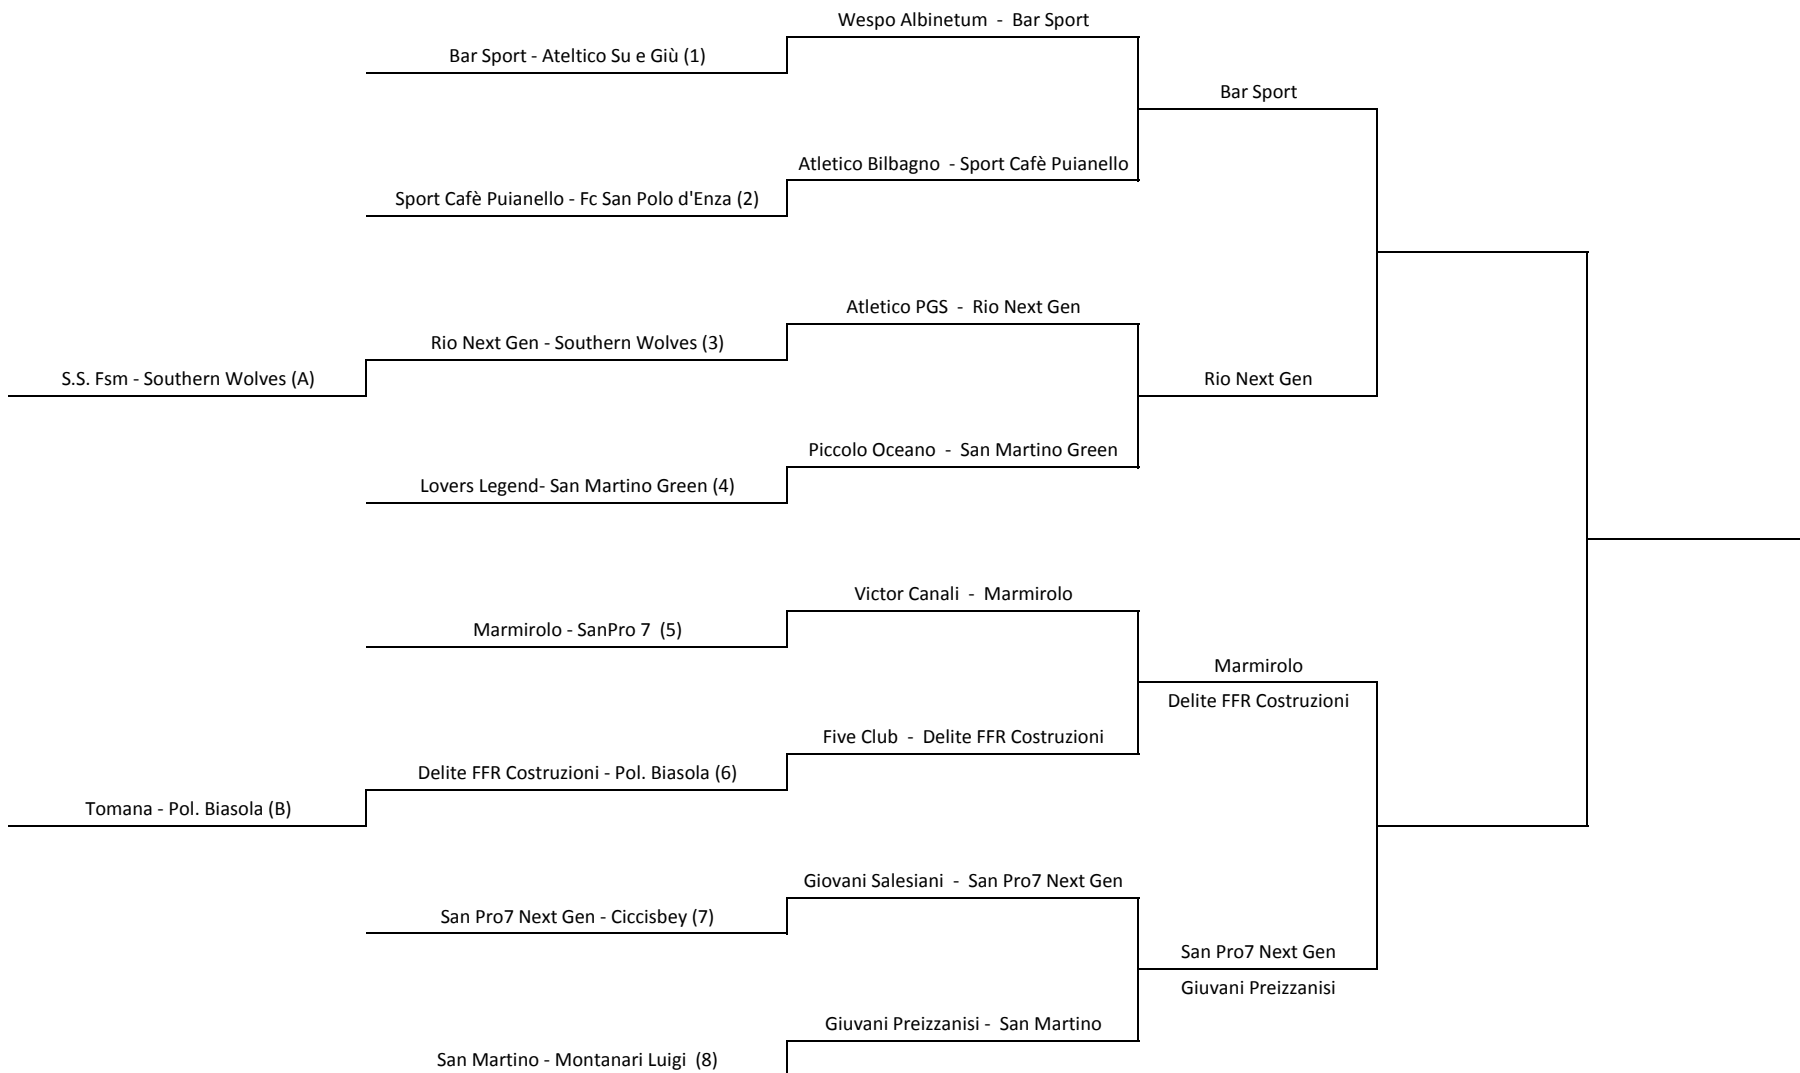 Wespo Albinetum - Bar Sport
Bar Sport - Ateltico Su e Giù (1)
Bar Sport
Atletico Bilbagno - Sport Cafè Puianello
Sport Cafè Puianello - Fc San Polo d'Enza (2)
Atletico PGS - Rio Next Gen
Rio Next Gen - Southern Wolves (3)
S.S. Fsm - Southern Wolves (A)
Rio Next Gen
Piccolo Oceano - San Martino Green
Lovers Legend- San Martino Green (4)
Victor Canali - Marmirolo
Marmirolo - SanPro 7 (5)
Marmirolo
Delite FFR Costruzioni
Five Club - Delite FFR Costruzioni
Delite FFR Costruzioni - Pol. Biasola (6)
Tomana - Pol. Biasola (B)
Giovani Salesiani - San Pro7 Next Gen
San Pro7 Next Gen - Ciccisbey (7)
San Pro7 Next Gen
Giuvani Preizzanisi
Giuvani Preizzanisi - San Martino
San Martino - Montanari Luigi (8)